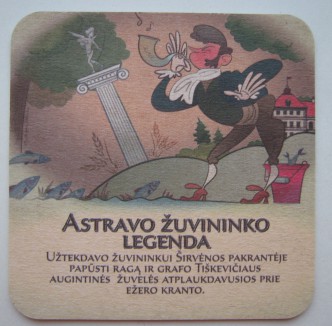 ASTRAVO ŽUVININKO
LEGENDA
UŽTEKDAVO ŽUVININKUI ŠIRVĖNOS PAKRANTĖJE
PAPŪSTI RAGĄ IR GRAFO TIŠKEVIČIAUS
AUGINTINĖS ŽUVELĖS ATPLAUKDAVUSIOS PRIE
EŽERO KRANTO.